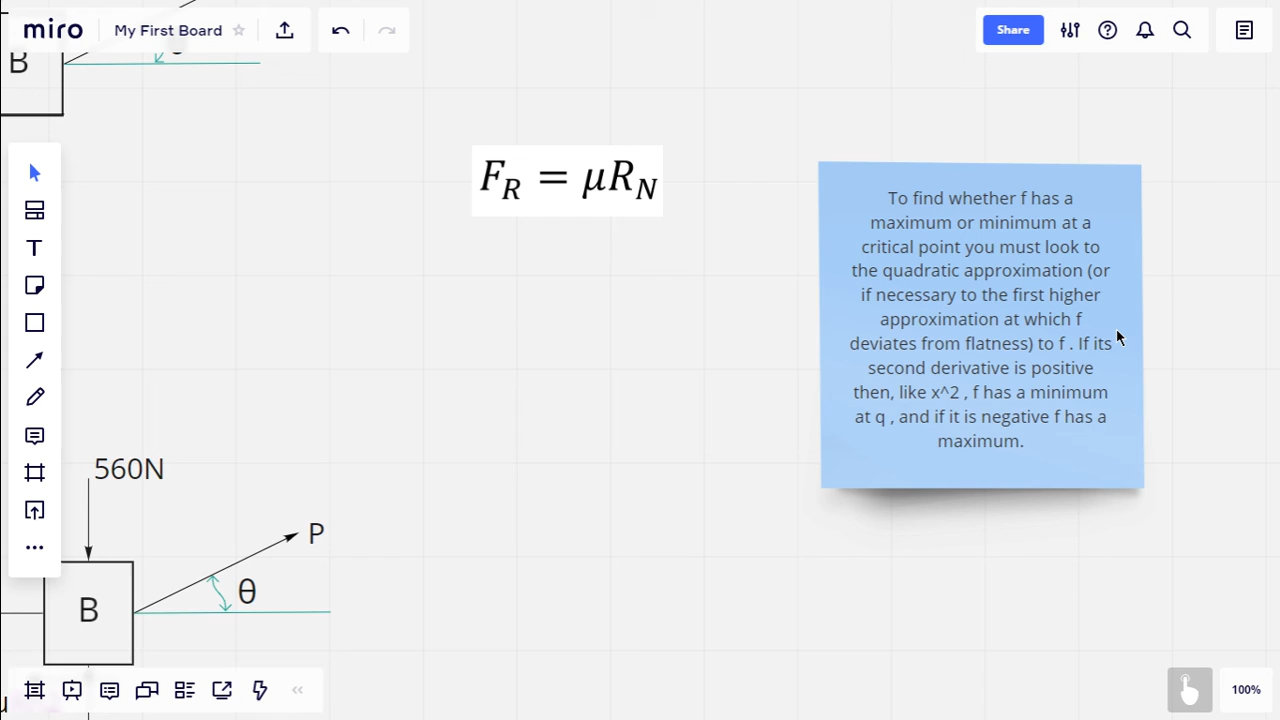 miro
My First Board
Share
B
F_R = μR_N
To find whether f has a
maximum or minimum at a
critical point you must look to
the quadratic approximation (or
if necessary to the first higher
approximation at which f
deviates from flatness) to f . If its
second derivative is positive
then, like x^2 , f has a minimum
at q , and if it is negative f has a
maximum.
T
560N
P
θ
B
100%